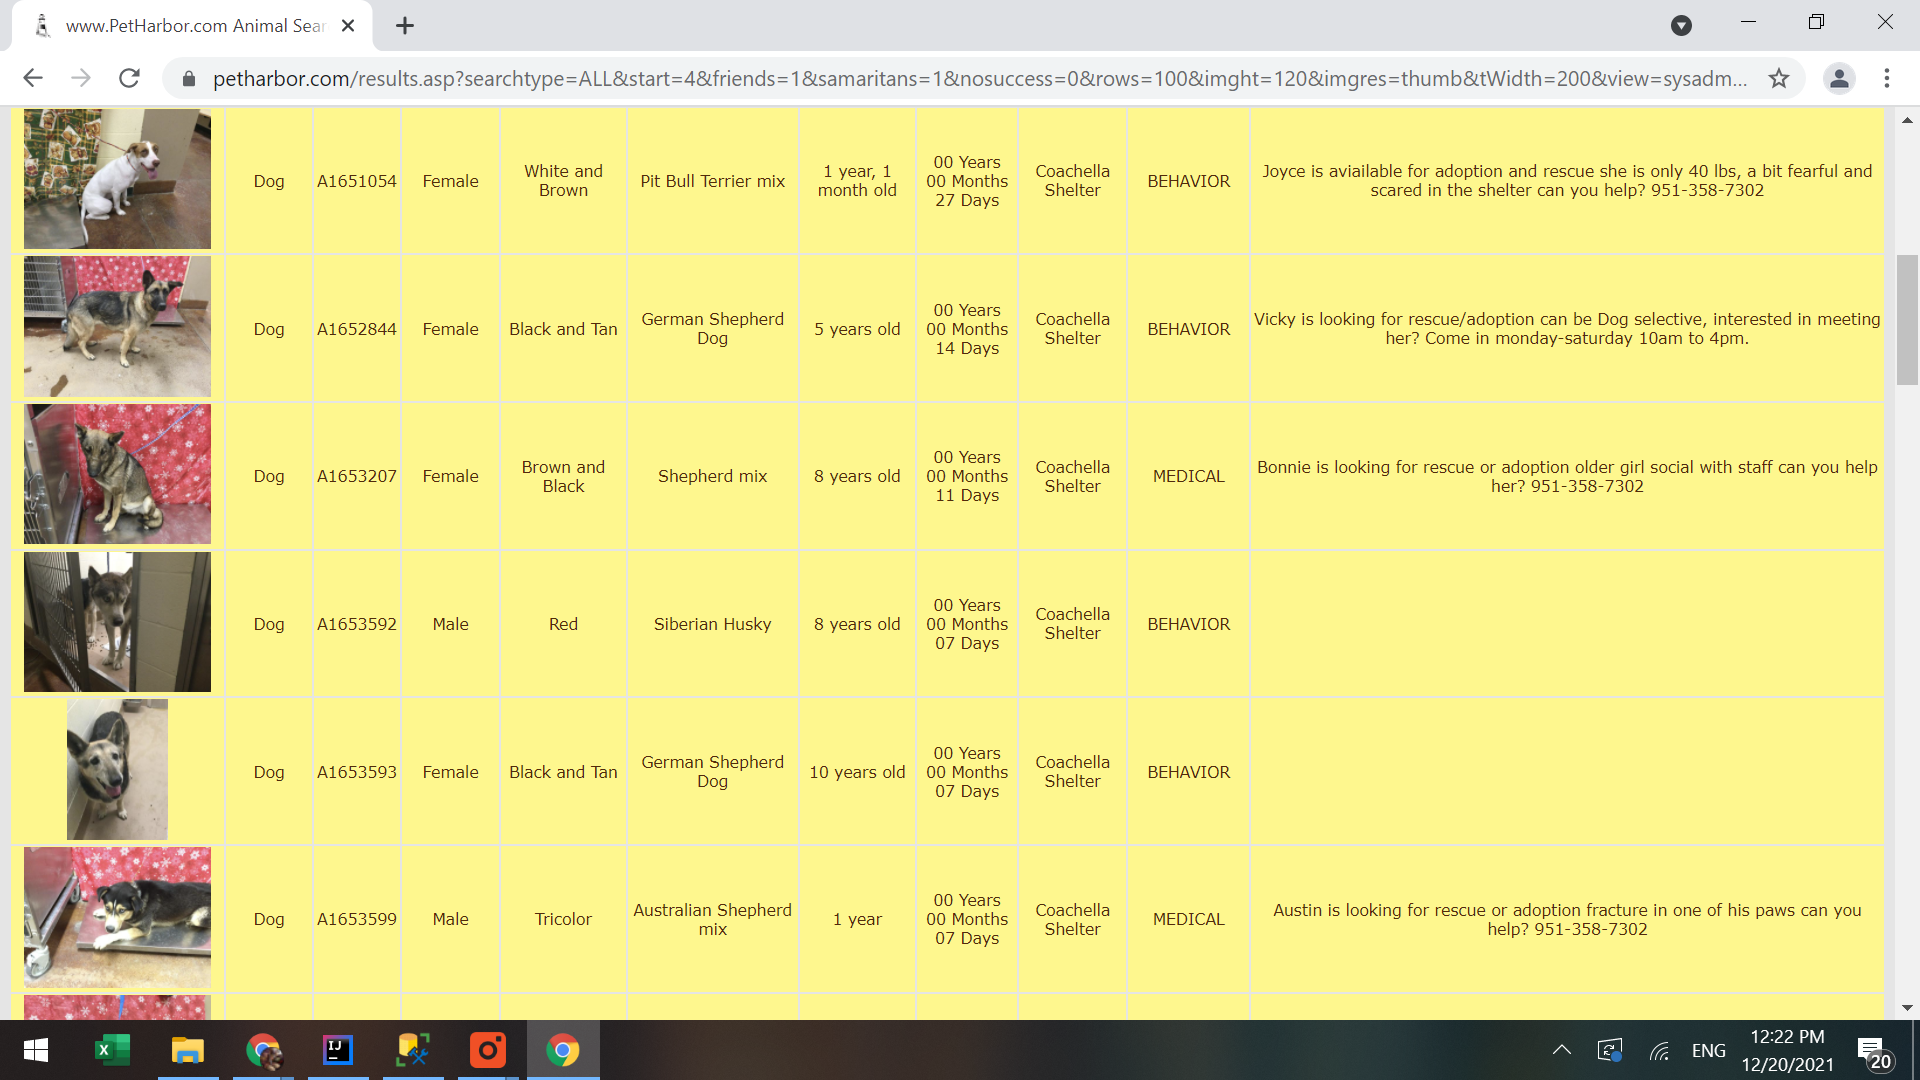 www.PetHarbor.com Animal Sear
petharbor.com/results.asp?searchtype=ALL&start=4&friends=1&samaritans=1&nosuccess=0&rows=100&imght=120&imgres=thumb&tWidth=200&view=sysadm...
Dog
A1651054
Female
White and
Brown
Pit Bull Terrier mix
1 year, 1
month old
00 Years
00 Months
27 Days
Coachella
Shelter
BEHAVIOR
Joyce is avialable for adoption and rescue she is only 40 lbs, a bit fearful and
scared in the shelter can you help? 951-358-7302
Dog
A1652844
Female
Black and Tan
German Shepherd
Dog
5 years old
00 Years
00 Months
14 Days
Coachella
Shelter
BEHAVIOR
Vicky is looking for rescue/adoption can be Dog selective, interested in meeting
her? Come in monday-saturday 10am to 4pm.
Dog
A1653207
Female
Brown and
Black
Shepherd mix
8 years old
00 Years
00 Months
11 Days
Coachella
Shelter
MEDICAL
Bonnie is looking for rescue or adoption older girl social with staff can you help
her? 951-358-7302
Dog
A1653592
Male
Red
Siberian Husky
8 years old
00 Years
00 Months
07 Days
Coachella
Shelter
BEHAVIOR
Dog
A1653593
Female
Black and Tan
German Shepherd
Dog
10 years old
00 Years
00 Months
07 Days
Coachella
Shelter
BEHAVIOR
Dog
A1653599
Male
Tricolor
Australian Shepherd
mix
1 year
00 Years
00 Months
07 Days
Coachella
Shelter
MEDICAL
Austin is looking for rescue or adoption fracture in one of his paws can you
help? 951-358-7302
X
IJ
ENG
12:22 PM
12/20/2021
20